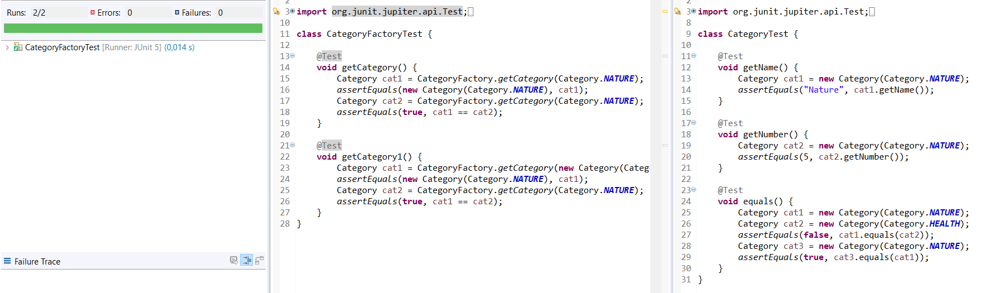 Runs: 2/2 Errors: 0 Failures: 0
CategoryFactoryTest [Runner: JUnit 5] (0,014 s)
Failure Trace
2
3 import org.junit.jupiter.api.Test;
10
11 class CategoryFactoryTest {
12
13 @Test
14 void getCategory() {
15 Category cat1 = CategoryFactory.getCategory(Category.NATURE);
16 assertEquals(new Category(Category.NATURE), cat1);
17 Category cat2 = CategoryFactory.getCategory(Category.NATURE);
18 assertEquals(true, cat1 == cat2);
19 }
20
21 @Test
22 void getCategory1() {
23 Category cat1 = CategoryFactory.getCategory(new Category(Categ
24 assertEquals(new Category(Category.NATURE), cat1);
25 Category cat2 = CategoryFactory.getCategory(Category.NATURE);
26 assertEquals(true, cat1 == cat2);
27 }
28 }
2
3 import org.junit.jupiter.api.Test;
8
9 class CategoryTest {
10
11 @Test
12 void getName() {
13 Category cat1 = new Category(Category.NATURE);
14 assertEquals("Nature", cat1.getName());
15 }
16
17 @Test
18 void getNumber() {
19 Category cat2 = new Category(Category.NATURE);
20 assertEquals(5, cat2.getNumber());
21 }
22
23 @Test
24 void equals() {
25 Category cat1 = new Category(Category.NATURE);
26 Category cat2 = new Category(Category.HEALTH);
27 assertEquals(false, cat1.equals(cat2));
28 Category cat3 = new Category(Category.NATURE);
29 assertEquals(true, cat3.equals(cat1));
30 }
31 }